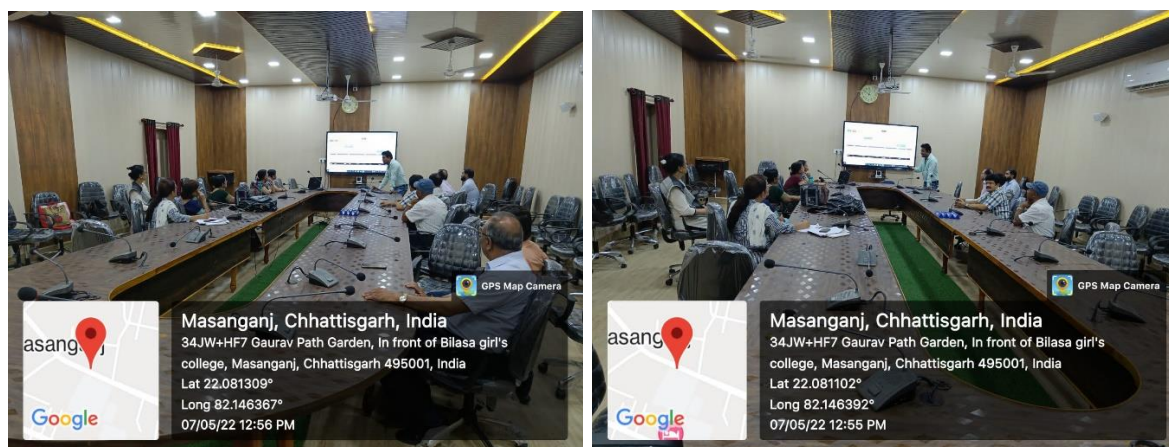 GPS Map Camera
Masanganj, Chhattisgarh, India
34JW+HF7 Gaurav Path Garden, In front of Bilasa girl's
college, Masanganj, Chhattisgarh 495001, India
Lat 22.081309°
Long 82.146367°
07/05/22 12:56 PM
Google
GPS Map Camera
Masanganj, Chhattisgarh, India
34JW+HF7 Gaurav Path Garden, In front of Bilasa girl's
college, Masanganj, Chhattisgarh 495001, India
Lat 22.081102°
Long 82.146392°
07/05/22 12:55 PM
Google